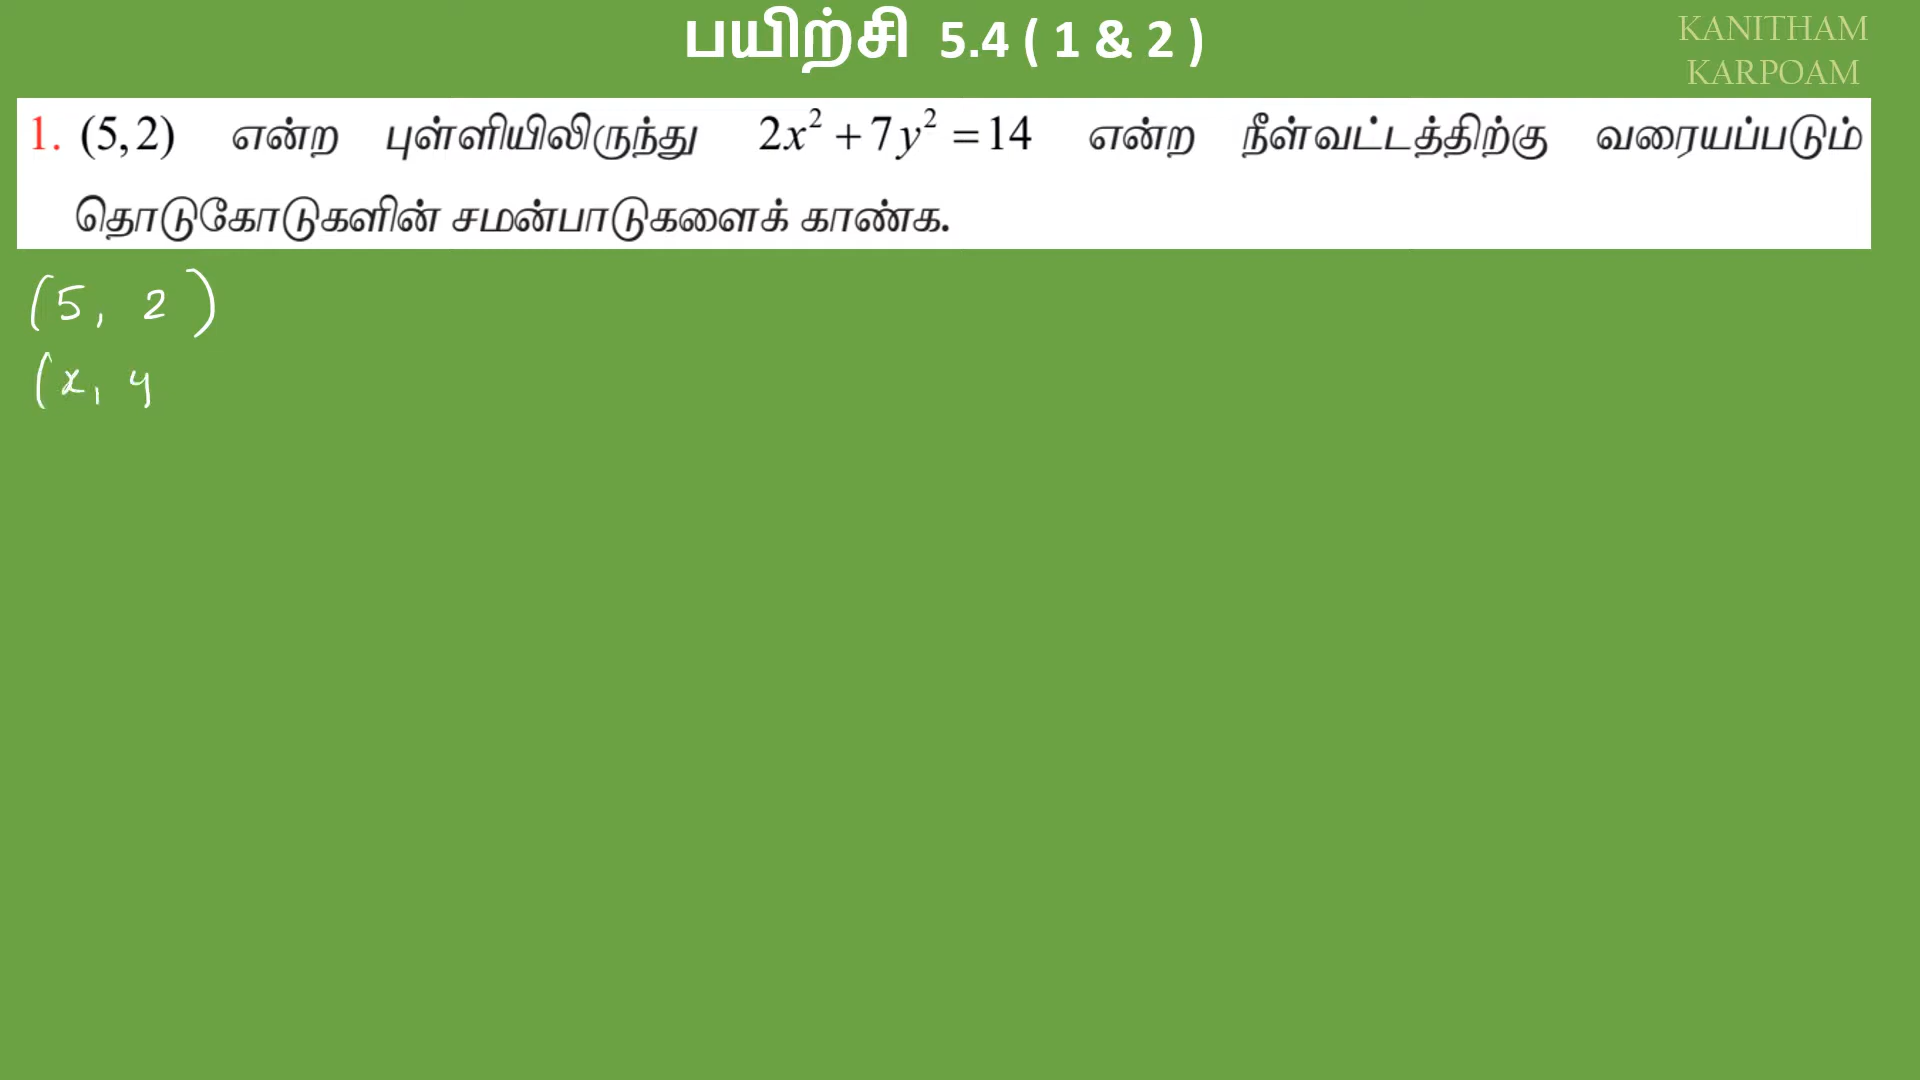 பயிற்சி 5.4 ( 1 & 2 )
KANITHAM
KARPOAM
1. (5,2) என்ற புள்ளியிலிருந்து 2x² + 7y² = 14 என்ற நீள்வட்டத்திற்கு வரையப்படும்
தொடுகோடுகளின் சமன்பாடுகளைக் காண்க.
(5, 2)
(x, y